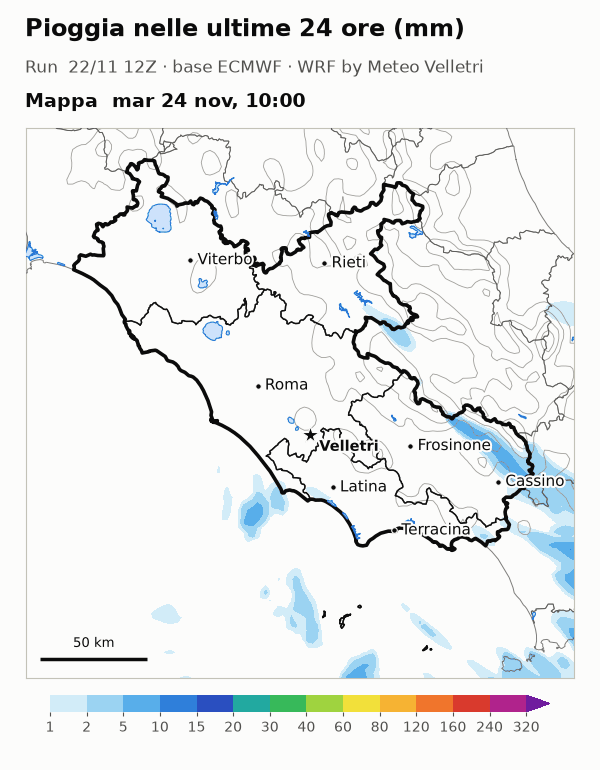 Pioggia nelle ultime 24 ore (mm)
Run  22/11 12Z · base ECMWF · WRF by Meteo Velletri
Mappa  mar 24 nov, 10:00
Viterbo
Rieti
Roma
Velletri
Frosinone
Latina
Cassino
Terracina
50 km
1 2 5 10 15 20 30 40 60 80 120 160 240 320